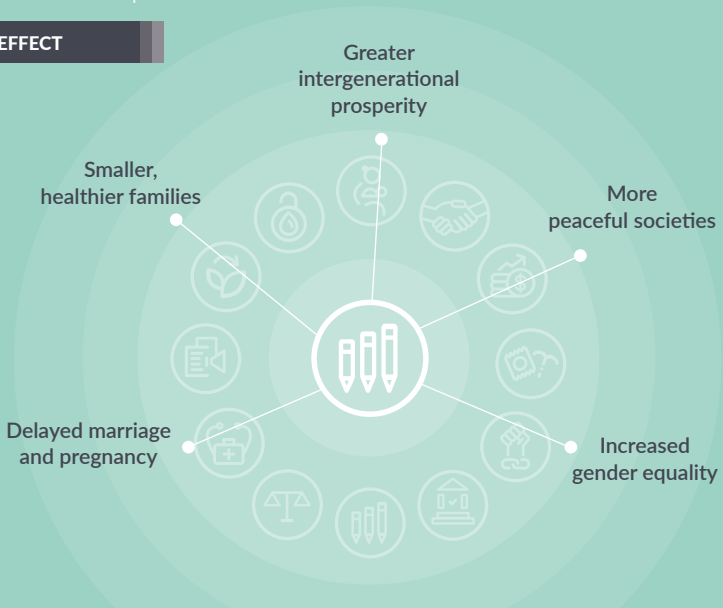 EFFECT
Greater
intergenerational
prosperity
Smaller,
healthier families
More
peaceful societies
Delayed marriage
and pregnancy
Increased
gender equality